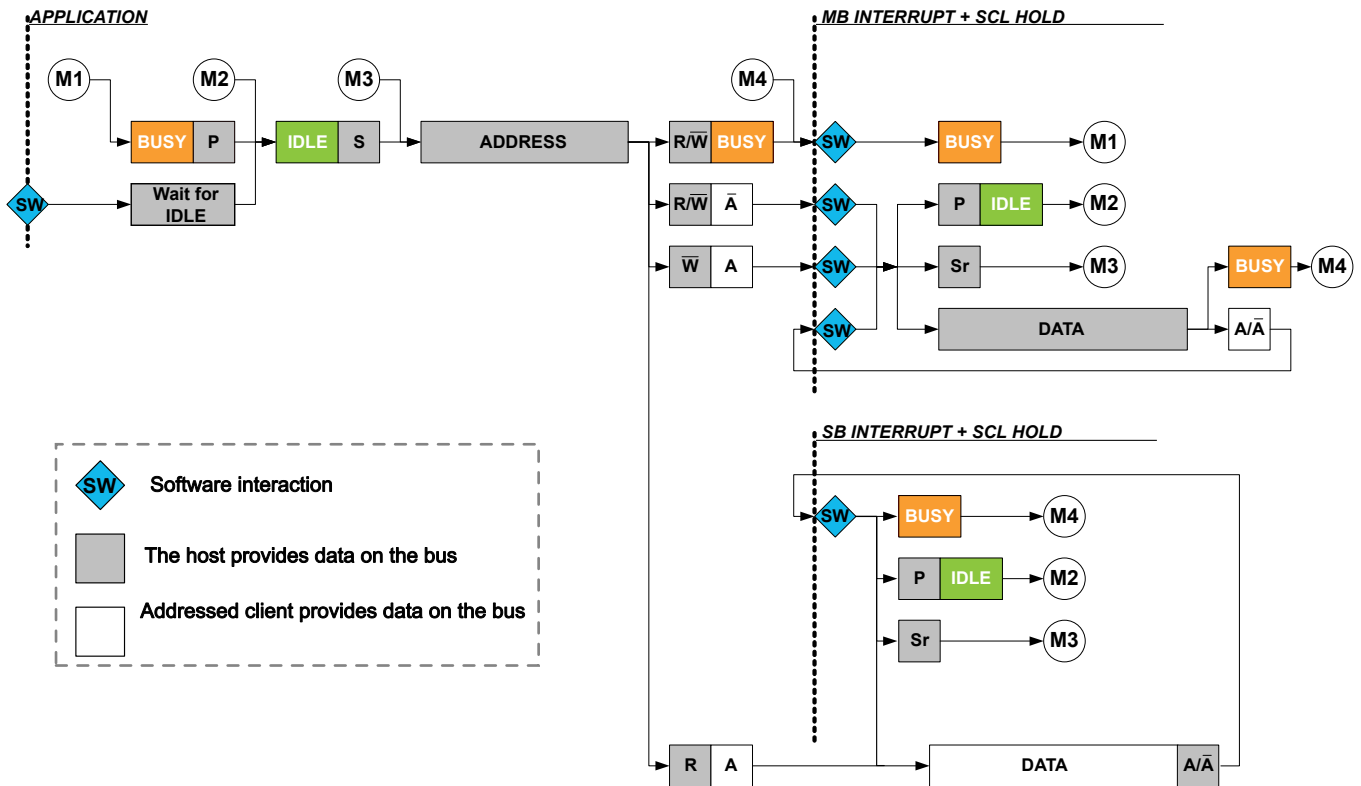 APPLICATION
MB INTERRUPT + SCL HOLD
M1
M2
M3
M4
BUSY P
IDLE S
ADDRESS
R/W̅ BUSY
SW
BUSY
M1
SW
Wait for
IDLE
R/W̅ A̅
SW
P IDLE
M2
W̅ A
SW
Sr
M3
BUSY
M4
SW
DATA
A/A̅
SB INTERRUPT + SCL HOLD
SW
Software interaction
The host provides data on the bus
Addressed client provides data on the bus
SW
BUSY
M4
P IDLE
M2
Sr
M3
R A
DATA
A/A̅